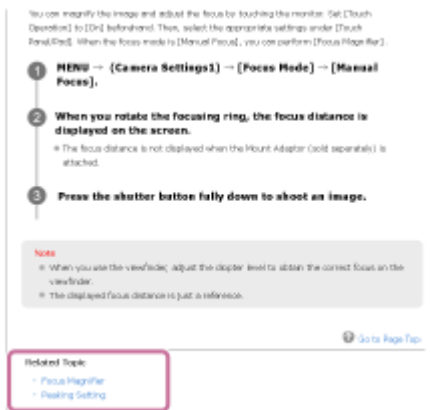 You can magnify the image and adjust the focus by touching the monitor. Set [Touch
Operation] to [On] beforehand. Then, select the appropriate settings under [Touch
Panel/Pad]. When the focus mode is [Manual Focus], you can perform [Focus Magnifier].
1 MENU → (Camera Settings1) → [Focus Mode] → [Manual
Focus].
2 When you rotate the focusing ring, the focus distance is
displayed on the screen.
The focus distance is not displayed when the Mount Adaptor (sold separately) is
attached.
3 Press the shutter button fully down to shoot an image.
Note
When you use the viewfinder, adjust the diopter level to obtain the correct focus on the
viewfinder.
The displayed focus distance is just a reference.
Go to Page Top
Related Topic
Focus Magnifier
Peaking Setting